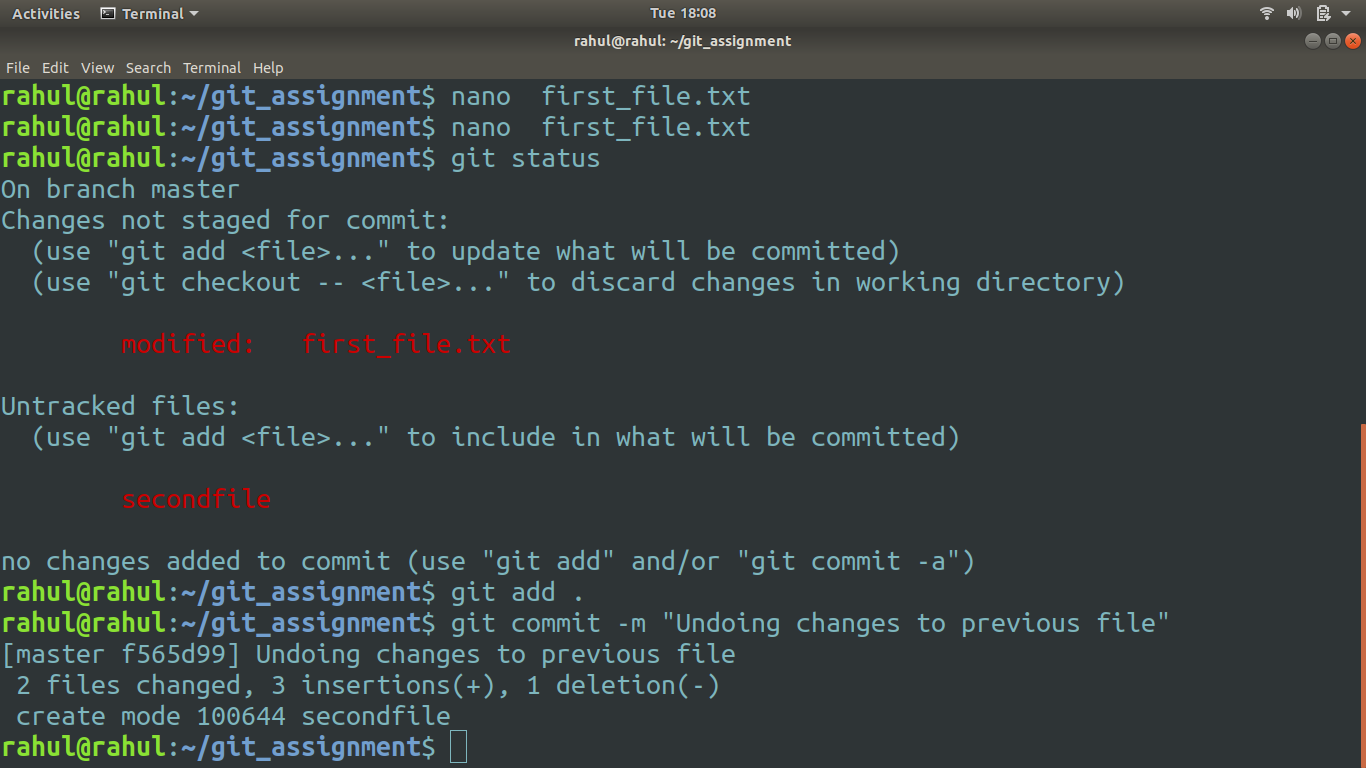 Activities Terminal Tue 18:08
rahul@rahul: ~/git_assignment
File Edit View Search Terminal Help
rahul@rahul:~/git_assignment$ nano  first_file.txt
rahul@rahul:~/git_assignment$ nano  first_file.txt
rahul@rahul:~/git_assignment$ git status
On branch master
Changes not staged for commit:
  (use "git add <file>..." to update what will be committed)
  (use "git checkout -- <file>..." to discard changes in working directory)
        modified:   first_file.txt
Untracked files:
  (use "git add <file>..." to include in what will be committed)
        secondfile
no changes added to commit (use "git add" and/or "git commit -a")
rahul@rahul:~/git_assignment$ git add .
rahul@rahul:~/git_assignment$ git commit -m "Undoing changes to previous file"
[master f565d99] Undoing changes to previous file
 2 files changed, 3 insertions(+), 1 deletion(-)
 create mode 100644 secondfile
rahul@rahul:~/git_assignment$